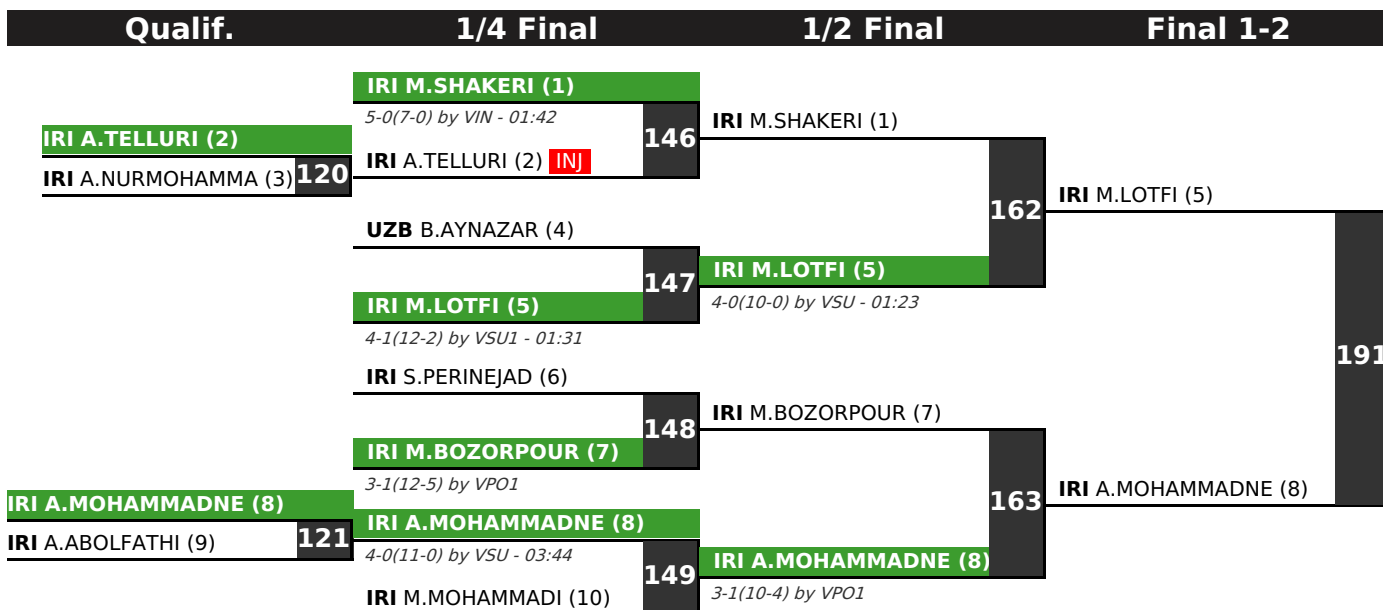 Qualif. 1/4 Final 1/2 Final Final 1-2
IRI M.SHAKERI (1)
5-0(7-0) by VIN - 01:42
IRI M.SHAKERI (1)
146
IRI A.TELLURI (2)
IRI A.TELLURI (2) INJ
IRI A.NURMOHAMMA (3) 120
IRI M.LOTFI (5)
162
UZB B.AYNAZAR (4)
IRI M.LOTFI (5)
147
IRI M.LOTFI (5)
4-0(10-0) by VSU - 01:23
4-1(12-2) by VSU1 - 01:31
191
IRI S.PERINEJAD (6)
IRI M.BOZORPOUR (7)
148
IRI M.BOZORPOUR (7)
3-1(12-5) by VPO1
IRI A.MOHAMMADNE (8)
163
IRI A.MOHAMMADNE (8)
IRI A.MOHAMMADNE (8)
IRI A.ABOLFATHI (9) 121
4-0(11-0) by VSU - 03:44
IRI A.MOHAMMADNE (8)
149
3-1(10-4) by VPO1
IRI M.MOHAMMADI (10)